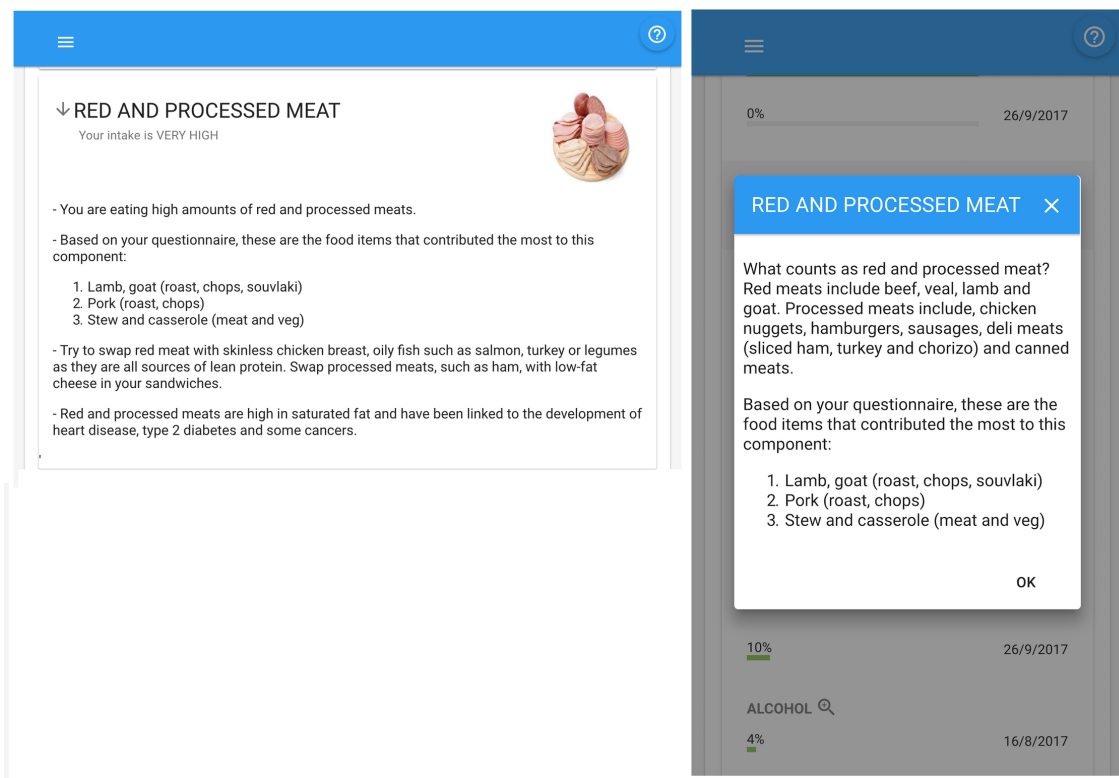 RED AND PROCESSED MEAT
Your intake is VERY HIGH
- You are eating high amounts of red and processed meats.
- Based on your questionnaire, these are the food items that contributed the most to this
component:
1. Lamb, goat (roast, chops, souvlaki)
2. Pork (roast, chops)
3. Stew and casserole (meat and veg)
- Try to swap red meat with skinless chicken breast, oily fish such as salmon, turkey or legumes
as they are all sources of lean protein. Swap processed meats, such as ham, with low-fat
cheese in your sandwiches.
- Red and processed meats are high in saturated fat and have been linked to the development of
heart disease, type 2 diabetes and some cancers.
'
0% 26/9/2017
RED AND PROCESSED MEAT
What counts as red and processed meat?
Red meats include beef, veal, lamb and
goat. Processed meats include, chicken
nuggets, hamburgers, sausages, deli meats
(sliced ham, turkey and chorizo) and canned
meats.
Based on your questionnaire, these are the
food items that contributed the most to this
component:
1. Lamb, goat (roast, chops, souvlaki)
2. Pork (roast, chops)
3. Stew and casserole (meat and veg)
OK
10% 26/9/2017
ALCOHOL
4% 16/8/2017